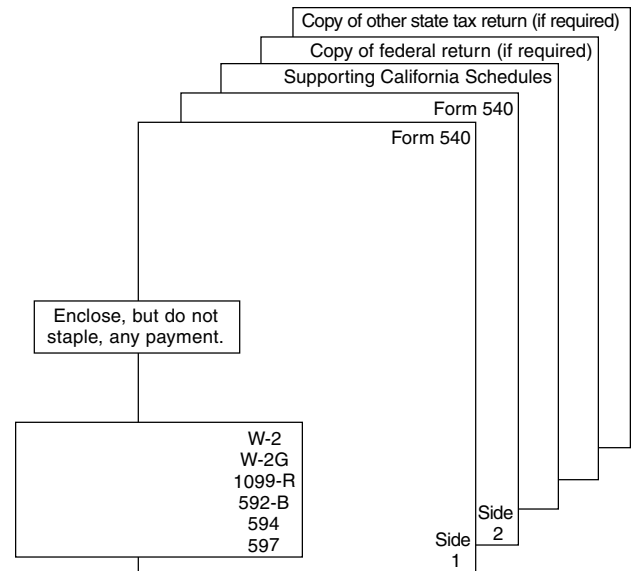 Copy of other state tax return (if required)
Copy of federal return (if required)
Supporting California Schedules
Form 540
Form 540
Enclose, but do not
staple, any payment.
W-2
W-2G
1099-R
592-B
594
597
Side
2
Side
1